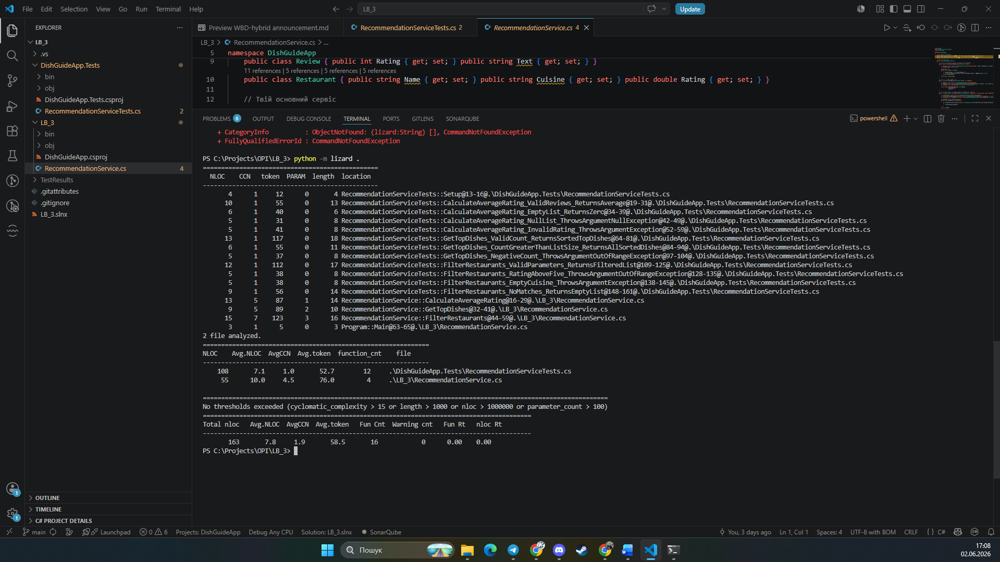 File Edit Selection View Go Run Terminal Help
LB_3
Update
EXPLORER
LB_3
.vs
DishGuideApp.Tests
bin
obj
DishGuideApp.Tests.csproj
RecommendationServiceTests.cs 2
LB_3
bin
obj
DishGuideApp.csproj
RecommendationService.cs 4
TestResults
.gitattributes
.gitignore
LB_3.slnx
OUTLINE
TIMELINE
C# PROJECT DETAILS
Preview WBD-hybrid announcement.md
RecommendationServiceTests.cs 2
RecommendationService.cs 4
LB_3 > RecommendationService.cs > ...
5 namespace DishGuideApp
9 public class Review { public int Rating { get; set; } public string Text { get; set; } }
11 references | 5 references | 5 references | 5 references
10 public class Restaurant { public string Name { get; set; } public string Cuisine { get; set; } public double Rating { get; set; } }
11
12 // Твій основний сервіс
PROBLEMS 6 OUTPUT DEBUG CONSOLE TERMINAL PORTS GITLENS SONARQUBE
powershell
+ CategoryInfo : ObjectNotFound: (lizard:String) [], CommandNotFoundException
+ FullyQualifiedErrorId : CommandNotFoundException
PS C:\Projects\OPI\LB_3> python -m lizard .
================================================
NLOC CCN token PARAM length location
------------------------------------------------
4 1 12 0 4 RecommendationServiceTests::Setup@13-16@.\DishGuideApp.Tests\RecommendationServiceTests.cs
10 1 55 0 13 RecommendationServiceTests::CalculateAverageRating_ValidReviews_ReturnsAverage@19-31@.\DishGuideApp.Tests\RecommendationServiceTests.cs
6 1 40 0 6 RecommendationServiceTests::CalculateAverageRating_EmptyList_ReturnsZero@34-39@.\DishGuideApp.Tests\RecommendationServiceTests.cs
5 1 31 0 8 RecommendationServiceTests::CalculateAverageRating_NullList_ThrowsArgumentNullException@42-49@.\DishGuideApp.Tests\RecommendationServiceTests.cs
5 1 41 0 8 RecommendationServiceTests::CalculateAverageRating_InvalidRating_ThrowsArgumentException@52-59@.\DishGuideApp.Tests\RecommendationServiceTests.cs
13 1 117 0 18 RecommendationServiceTests::GetTopDishes_ValidCount_ReturnsSortedTopDishes@64-81@.\DishGuideApp.Tests\RecommendationServiceTests.cs
6 1 55 0 11 RecommendationServiceTests::GetTopDishes_CountGreaterThanListSize_ReturnsAllSortedDishes@84-94@.\DishGuideApp.Tests\RecommendationServiceTests.cs
5 1 37 0 8 RecommendationServiceTests::GetTopDishes_NegativeCount_ThrowsArgumentOutOfRangeException@97-104@.\DishGuideApp.Tests\RecommendationServiceTests.cs
12 1 112 0 17 RecommendationServiceTests::FilterRestaurants_ValidParameters_ReturnsFilteredList@109-125@.\DishGuideApp.Tests\RecommendationServiceTests.cs
5 1 38 0 8 RecommendationServiceTests::FilterRestaurants_RatingAboveFive_ThrowsArgumentOutOfRangeException@128-135@.\DishGuideApp.Tests\RecommendationServiceTests.cs
5 1 38 0 8 RecommendationServiceTests::FilterRestaurants_EmptyCuisine_ThrowsArgumentException@138-145@.\DishGuideApp.Tests\RecommendationServiceTests.cs
9 1 56 0 14 RecommendationServiceTests::FilterRestaurants_NoMatches_ReturnsEmptyList@148-161@.\DishGuideApp.Tests\RecommendationServiceTests.cs
13 5 87 1 14 RecommendationService::CalculateAverageRating@16-29@.\LB_3\RecommendationService.cs
9 5 89 2 10 RecommendationService::GetTopDishes@32-41@.\LB_3\RecommendationService.cs
15 7 123 3 16 RecommendationService::FilterRestaurants@44-59@.\LB_3\RecommendationService.cs
3 1 5 0 3 Program::Main@63-65@.\LB_3\RecommendationService.cs
2 file analyzed.
==============================================================
NLOC Avg.NLOC AvgCCN Avg.token function_cnt file
--------------------------------------------------------------
108 7.1 1.0 52.7 12 .\DishGuideApp.Tests\RecommendationServiceTests.cs
55 10.0 4.5 76.0 4 .\LB_3\RecommendationService.cs
===============================================================================================================
No thresholds exceeded (cyclomatic_complexity > 15 or length > 1000 or nloc > 1000000 or parameter_count > 100)
==========================================================================================
Total nloc Avg.NLOC AvgCCN Avg.token Fun Cnt Warning cnt Fun Rt nloc Rt
------------------------------------------------------------------------------------------
163 7.8 1.9 58.5 16 0 0.00 0.00
PS C:\Projects\OPI\LB_3>
1
1
main Launchpad 0 6 Projects: DishGuideApp Debug Any CPU Solution: LB_3.slnx SonarQube You, 3 days ago Ln 1, Col 1 Spaces: 4 UTF-8 with BOM CRLF { } C#
Пошук
17:08
02.06.2026